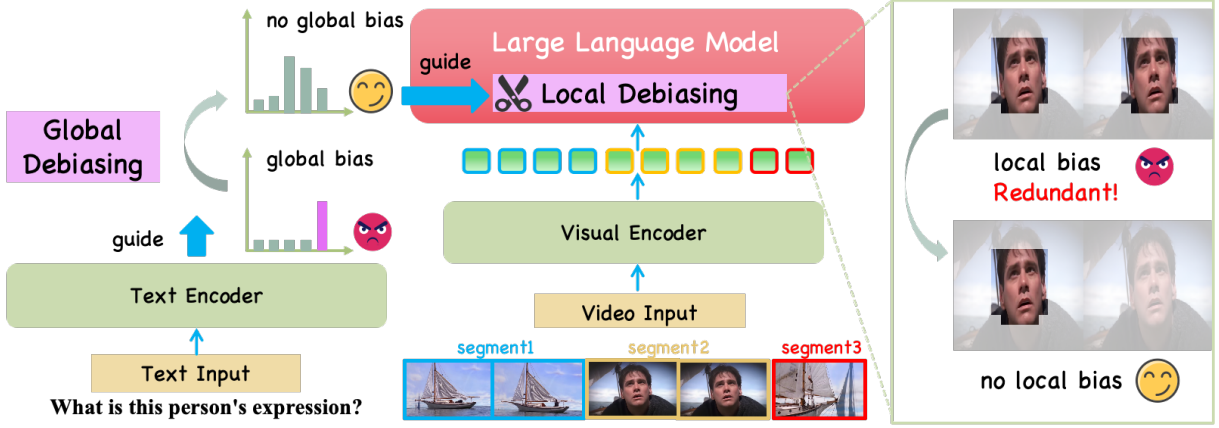 no global bias
Global
Debiasing
global bias
guide
Text Encoder
Text Input
What is this person's expression?
guide
Large Language Model
Local Debiasing
Visual Encoder
Video Input
segment1
segment2
segment3
local bias
Redundant!
no local bias